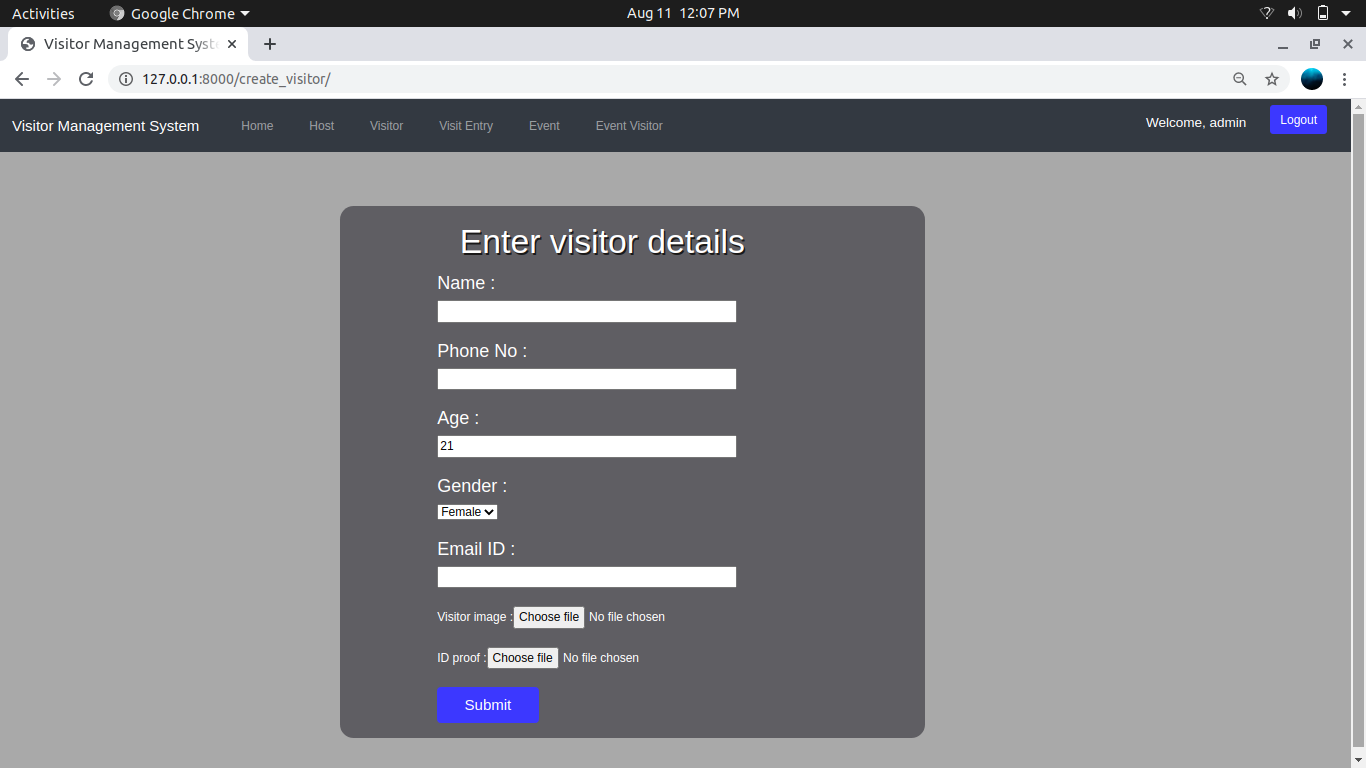 Activities Google Chrome Aug 11 12:07 PM
Visitor Management Syst
127.0.0.1:8000/create_visitor/
Visitor Management System Home Host Visitor Visit Entry Event Event Visitor Welcome, admin Logout
Enter visitor details
Name :
Phone No :
Age :
21
Gender :
Female
Email ID :
Visitor image : Choose file No file chosen
ID proof : Choose file No file chosen
Submit